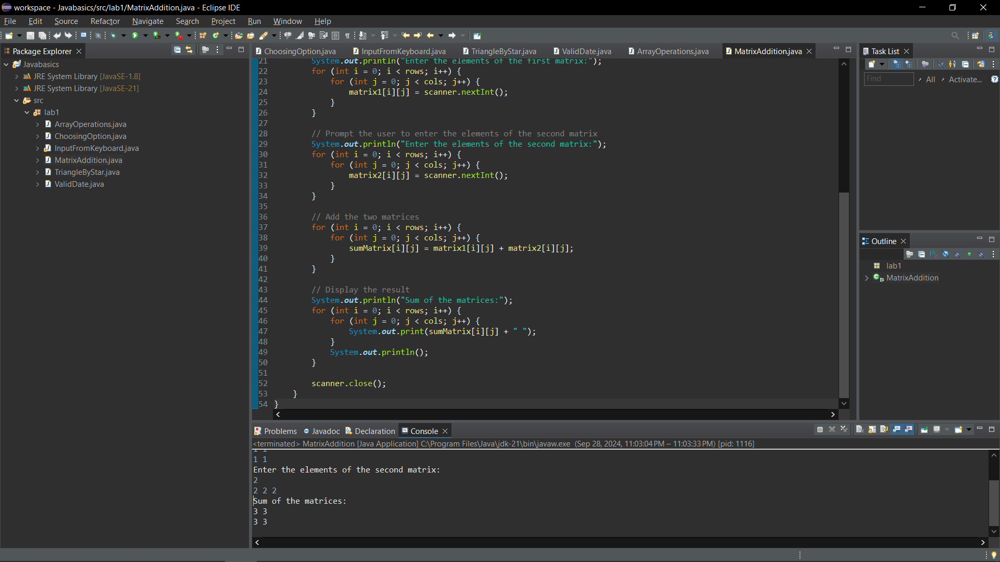 workspace - Javabasics/src/lab1/MatrixAddition.java - Eclipse IDE
File Edit Source Refactor Navigate Search Project Run Window Help
Package Explorer
Javabasics
JRE System Library [JavaSE-1.8]
JRE System Library [JavaSE-21]
src
lab1
ArrayOperations.java
ChoosingOption.java
InputFromKeyboard.java
MatrixAddition.java
TriangleByStar.java
ValidDate.java
ChoosingOption.java InputFromKeyboard.java TriangleByStar.java ValidDate.java ArrayOperations.java MatrixAddition.java
21 System.out.println("Enter the elements of the first matrix:");
22 for (int i = 0; i < rows; i++) {
23 for (int j = 0; j < cols; j++) {
24 matrix1[i][j] = scanner.nextInt();
25 }
26 }
27
28 // Prompt the user to enter the elements of the second matrix
29 System.out.println("Enter the elements of the second matrix:");
30 for (int i = 0; i < rows; i++) {
31 for (int j = 0; j < cols; j++) {
32 matrix2[i][j] = scanner.nextInt();
33 }
34 }
35
36 // Add the two matrices
37 for (int i = 0; i < rows; i++) {
38 for (int j = 0; j < cols; j++) {
39 sumMatrix[i][j] = matrix1[i][j] + matrix2[i][j];
40 }
41 }
42
43 // Display the result
44 System.out.println("Sum of the matrices:");
45 for (int i = 0; i < rows; i++) {
46 for (int j = 0; j < cols; j++) {
47 System.out.print(sumMatrix[i][j] + " ");
48 }
49 System.out.println();
50 }
51
52 scanner.close();
53 }
54 }
Task List
Find All Activate...
Outline
lab1
MatrixAddition
Problems Javadoc Declaration Console
<terminated> MatrixAddition [Java Application] C:\Program Files\Java\jdk-21\bin\javaw.exe (Sep 28, 2024, 11:03:04 PM – 11:03:33 PM) [pid: 1116]
1 1
Enter the elements of the second matrix:
2
2 2 2
Sum of the matrices:
3 3
3 3